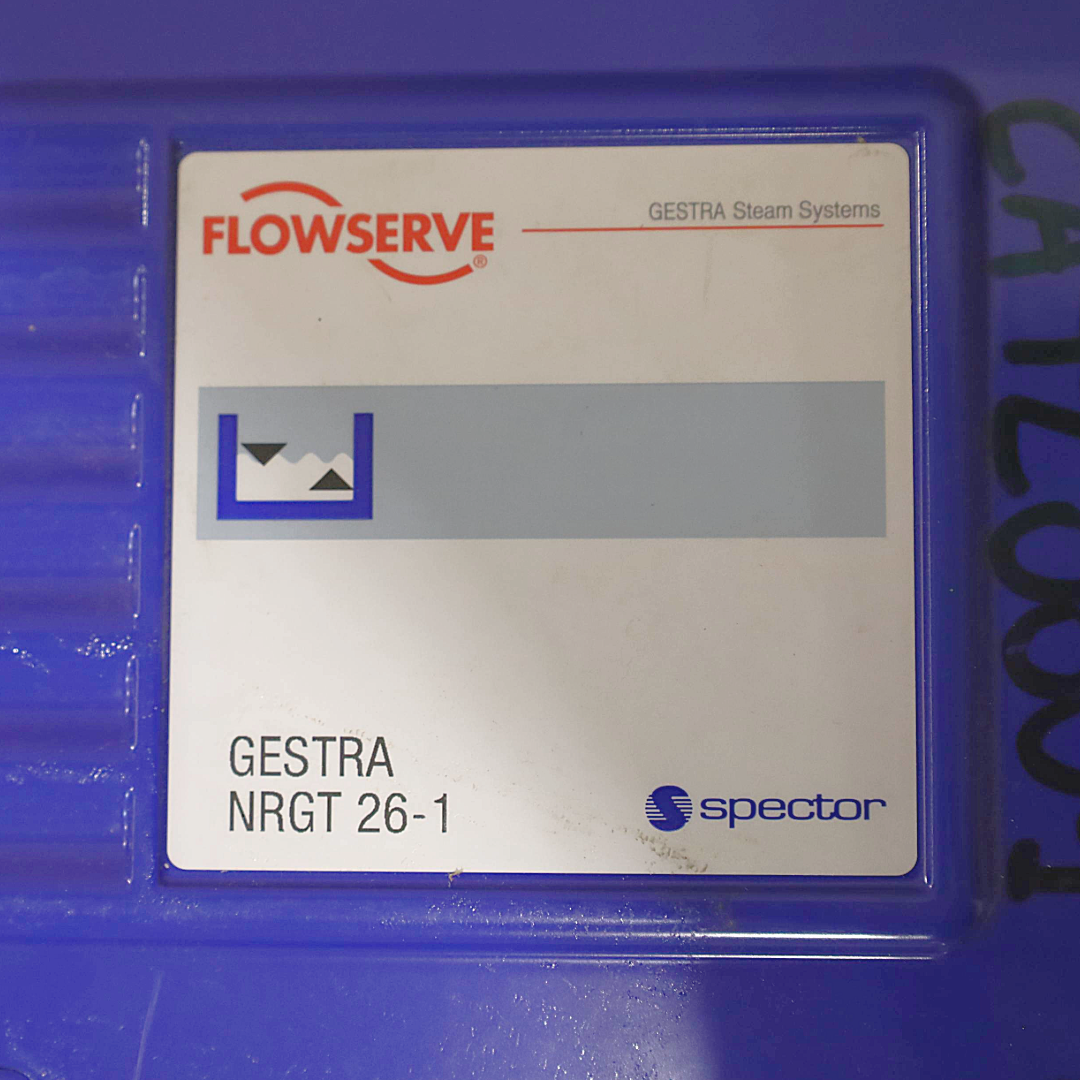 FLOWSERVE®
GESTRA Steam Systems
GESTRA
NRGT 26-1
spector